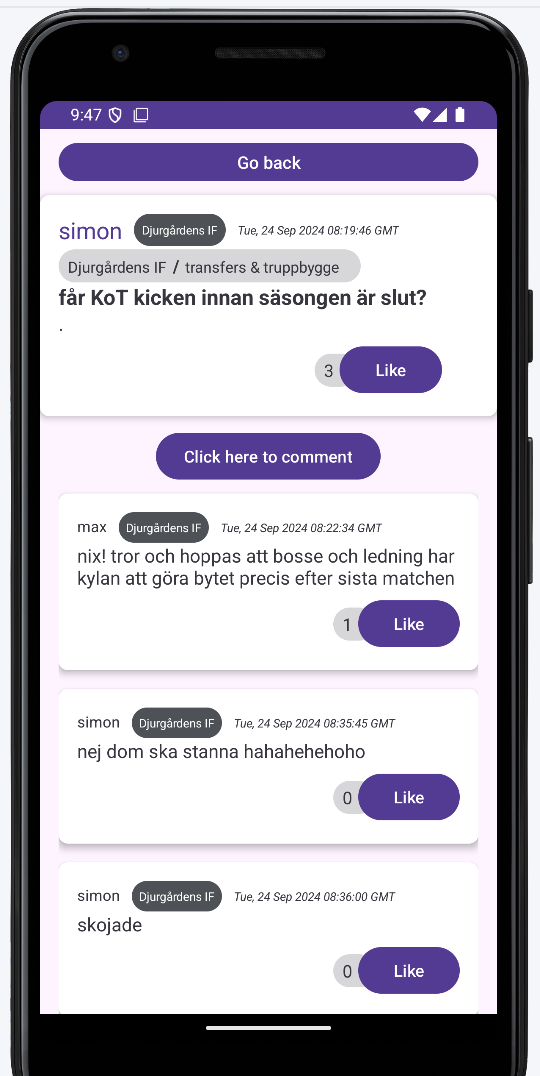 9:47
Go back
simon Djurgårdens IF Tue, 24 Sep 2024 08:19:46 GMT
Djurgårdens IF / transfers & truppbygge
får KoT kicken innan säsongen är slut?
.
3 Like
Click here to comment
max Djurgårdens IF Tue, 24 Sep 2024 08:22:34 GMT
nix! tror och hoppas att bosse och ledning har
kylan att göra bytet precis efter sista matchen
1 Like
simon Djurgårdens IF Tue, 24 Sep 2024 08:35:45 GMT
nej dom ska stanna hahahehehoho
0 Like
simon Djurgårdens IF Tue, 24 Sep 2024 08:36:00 GMT
skojade
0 Like